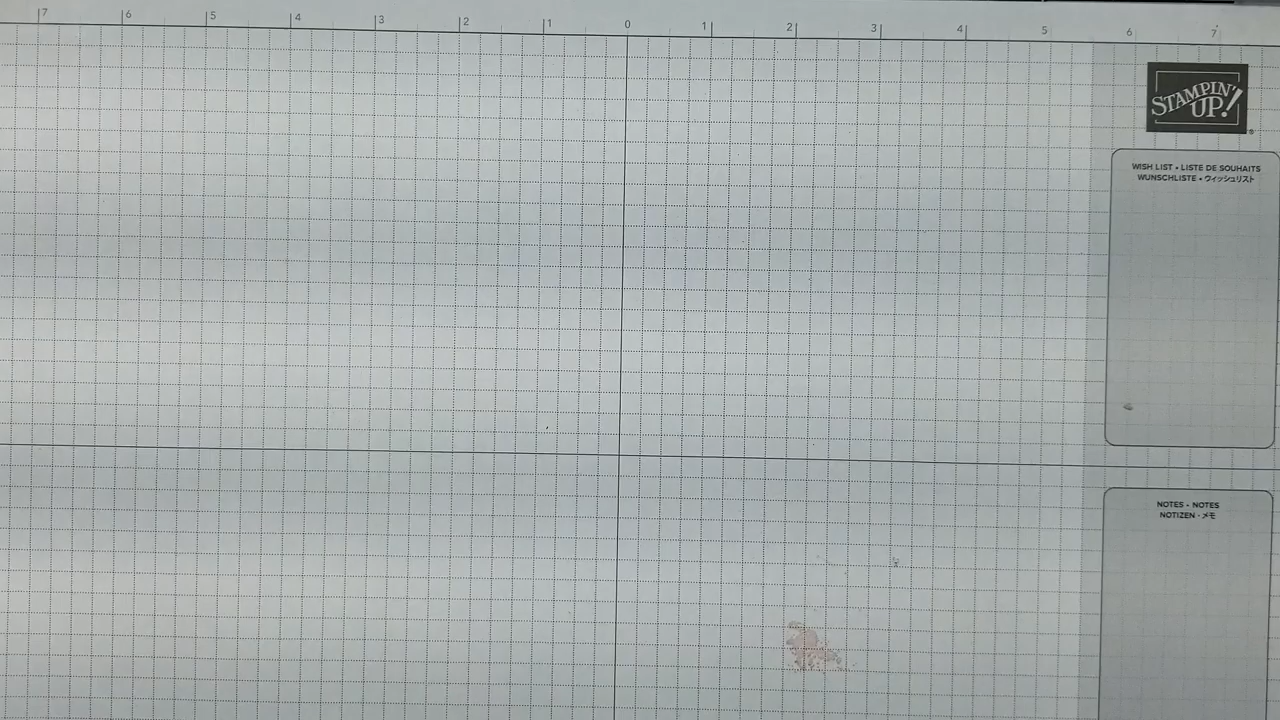 7 6 5 4 3 2 1 0 1 2 3 4 5 6 7
STAMPIN'
UP!
®
WISH LIST • LISTE DE SOUHAITS
WUNSCHLISTE • ウィッシュリスト
NOTES • NOTES
NOTIZEN • メモ